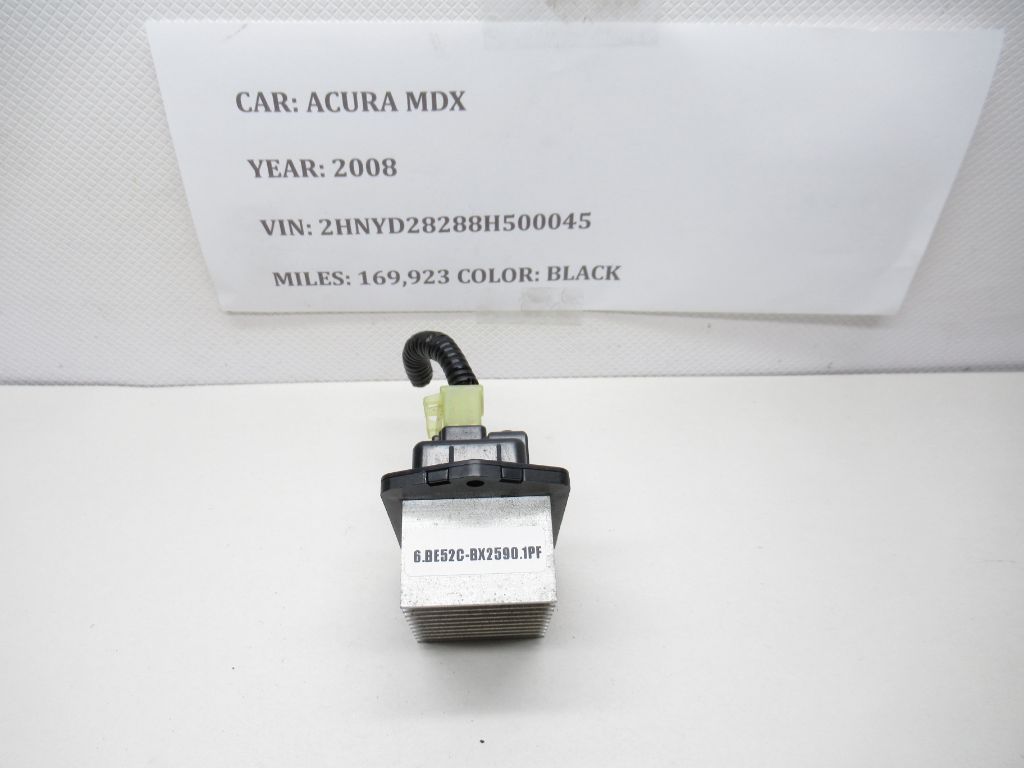 CAR: ACURA MDX
YEAR: 2008
VIN: 2HNYD28288H500045
MILES: 169,923 COLOR: BLACK
6.BE52C-BX2590.1PF